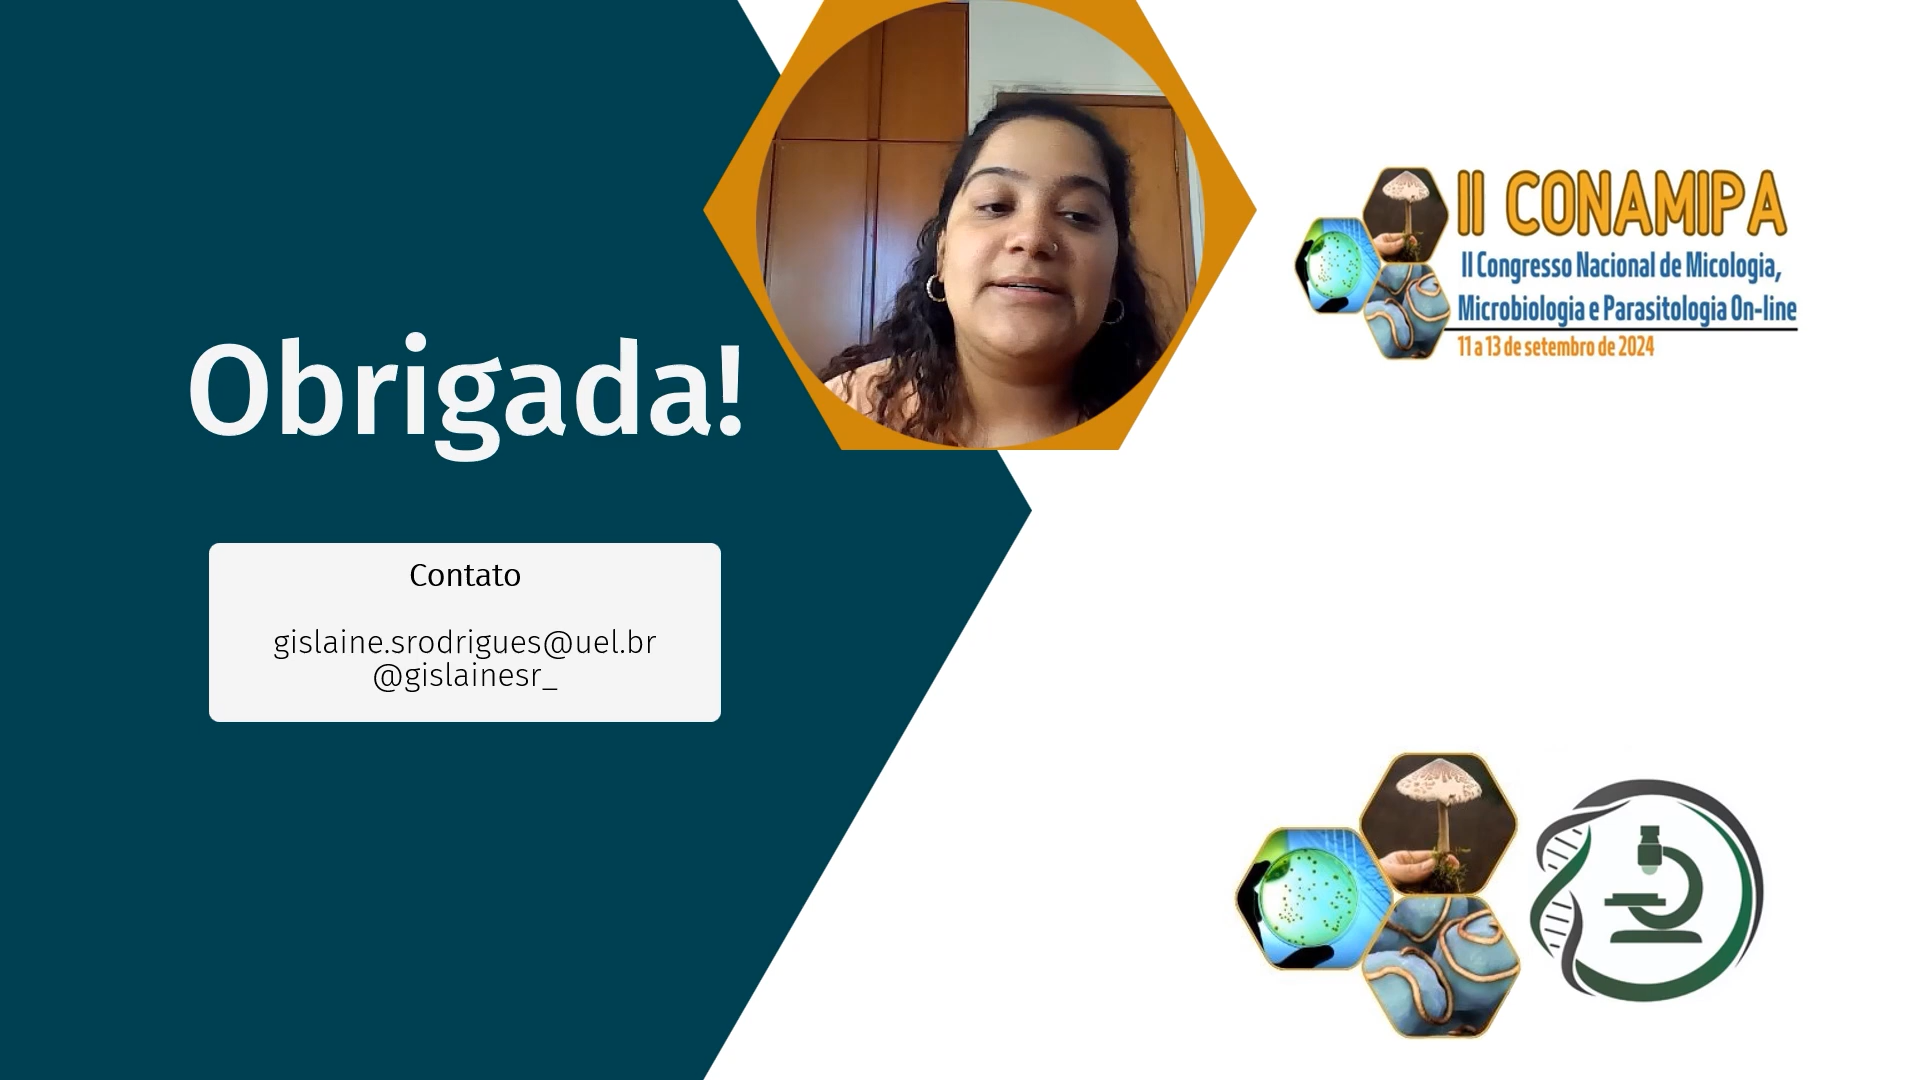 Obrigada!
Contato
gislaine.srodrigues@uel.br
@gislainesr_
II CONAMIPA
II Congresso Nacional de Micologia,
Microbiologia e Parasitologia On-line
11 a 13 de setembro de 2024